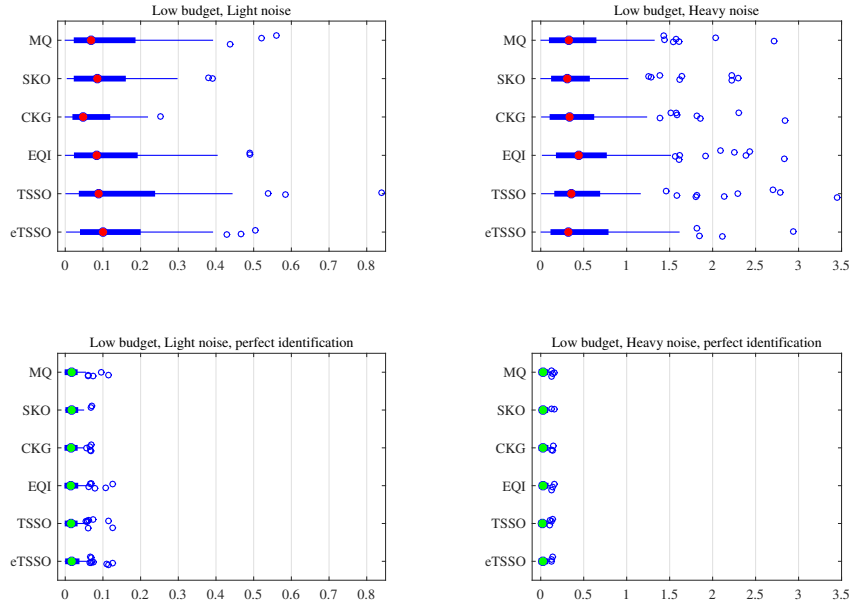 Low budget, Light noise
MQ
SKO
CKG
EQI
TSSO
eTSSO
0 0.1 0.2 0.3 0.4 0.5 0.6 0.7 0.8
Low budget, Heavy noise
MQ
SKO
CKG
EQI
TSSO
eTSSO
0 0.5 1 1.5 2 2.5 3 3.5
Low budget, Light noise, perfect identification
MQ
SKO
CKG
EQI
TSSO
eTSSO
0 0.1 0.2 0.3 0.4 0.5 0.6 0.7 0.8
Low budget, Heavy noise, perfect identification
MQ
SKO
CKG
EQI
TSSO
eTSSO
0 0.5 1 1.5 2 2.5 3 3.5